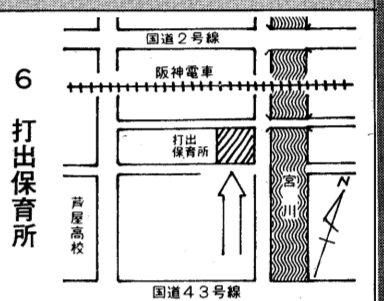 6 打出保育所
国道2号線
阪神電車
打出
保育所
宮川
芦屋高校
N
国道43号線